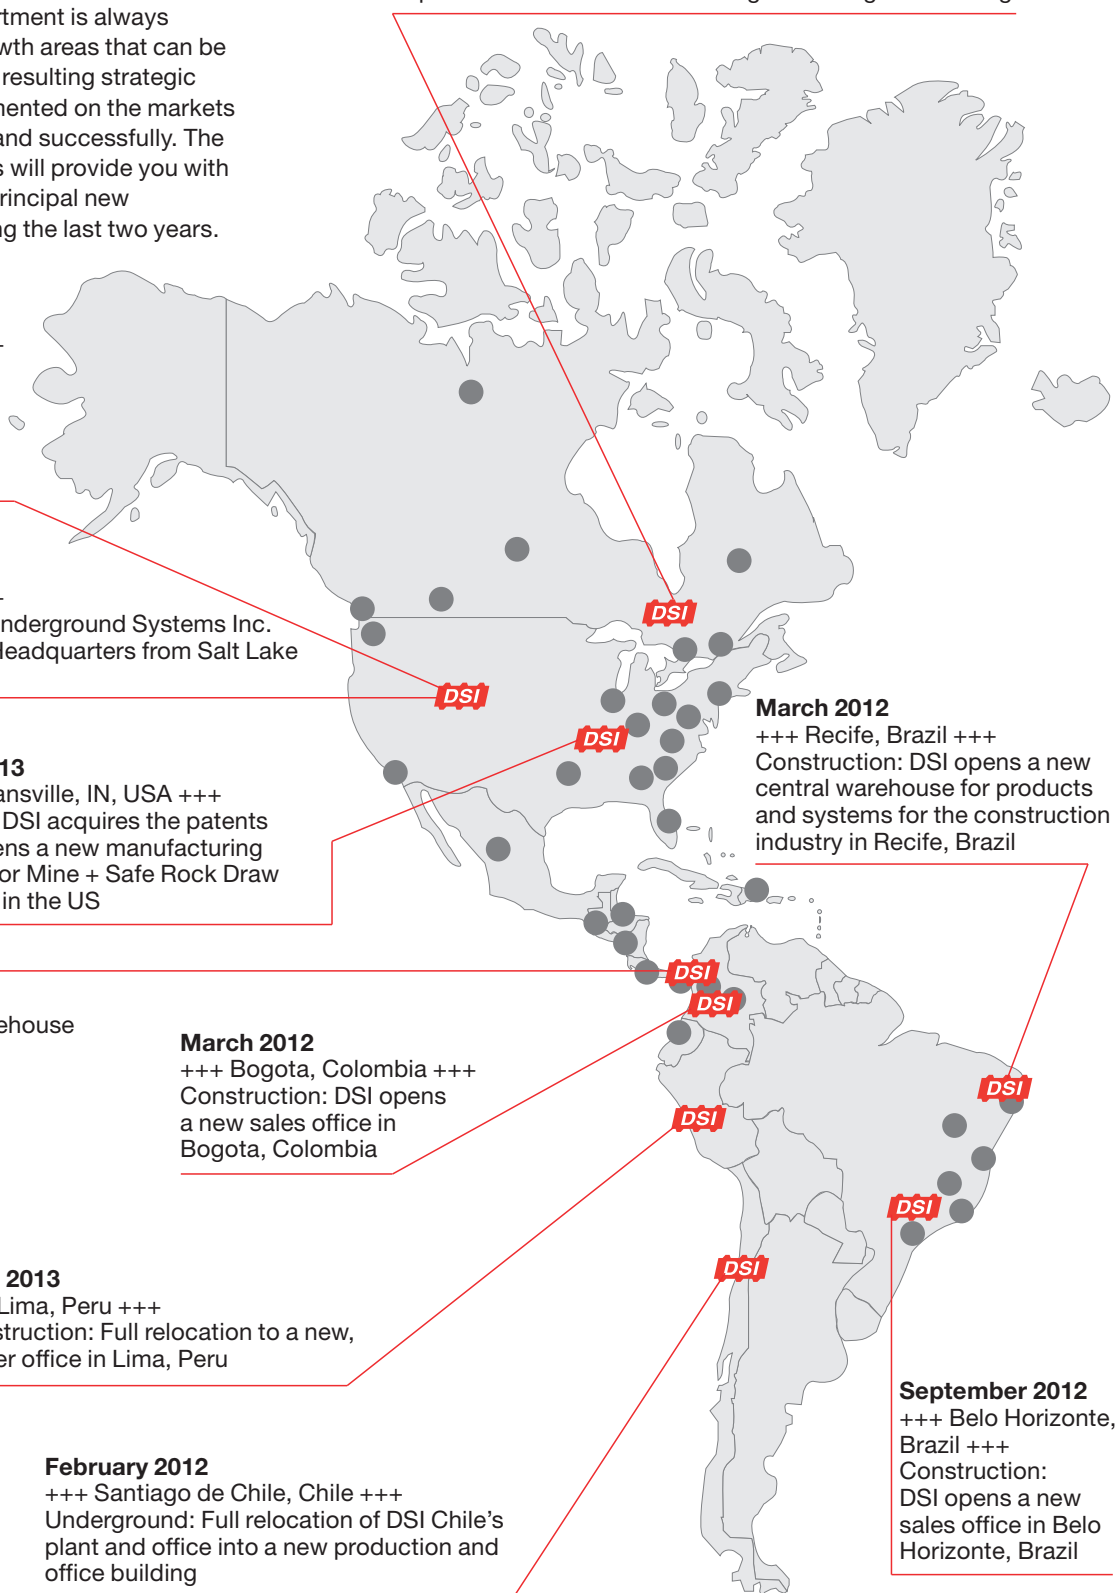 rtment is always
wth areas that can be
resulting strategic
nented on the markets
and successfully. The
s will provide you with
rincipal new
ng the last two years.
nderground Systems Inc.
Headquarters from Salt Lake
13
ansville, IN, USA +++
DSI acquires the patents
ens a new manufacturing
or Mine + Safe Rock Draw
in the US
March 2012
+++ Recife, Brazil +++
Construction: DSI opens a new
central warehouse for products
and systems for the construction
industry in Recife, Brazil
ehouse
March 2012
+++ Bogota, Colombia +++
Construction: DSI opens
a new sales office in
Bogota, Colombia
2013
Lima, Peru +++
struction: Full relocation to a new,
er office in Lima, Peru
February 2012
+++ Santiago de Chile, Chile +++
Underground: Full relocation of DSI Chile's
plant and office into a new production and
office building
September 2012
+++ Belo Horizonte,
Brazil +++
Construction:
DSI opens a new
sales office in Belo
Horizonte, Brazil
DSI
DSI
DSI
DSI
DSI
DSI
DSI
DSI
DSI